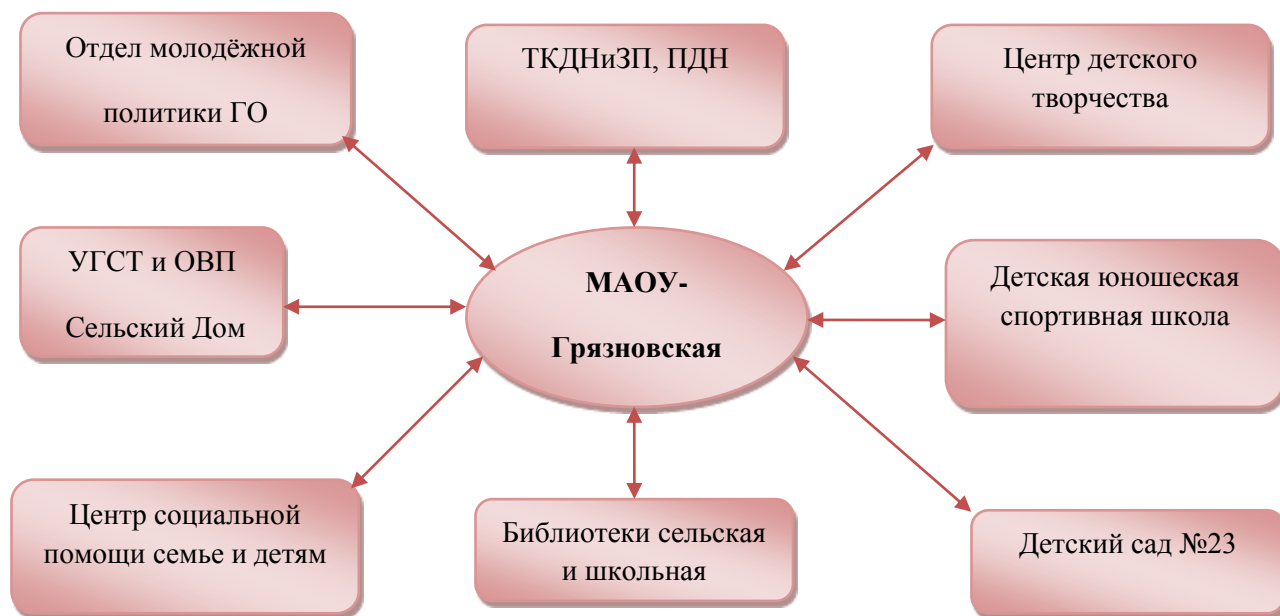 Отдел молодёжной
политики ГО
ТКДНиЗП, ПДН
Центр детского
творчества
УГСТ и ОВП
Сельский Дом
МАОУ-
Грязновская
Детская юношеская
спортивная школа
Центр социальной
помощи семье и детям
Библиотеки сельская
и школьная
Детский сад №23